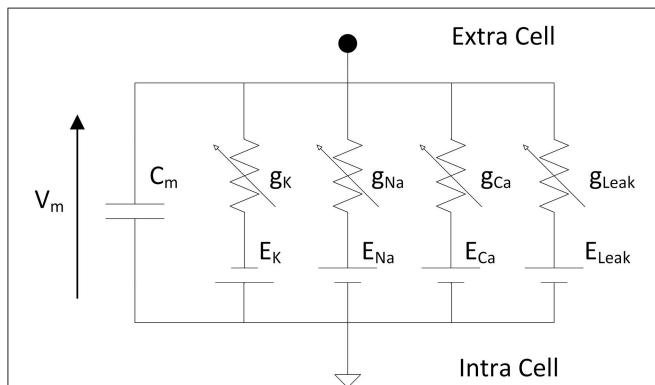 Extra Cell
C_m
g_K
g_Na
g_Ca
g_Leak
V_m
E_K
E_Na
E_Ca
E_Leak
Intra Cell